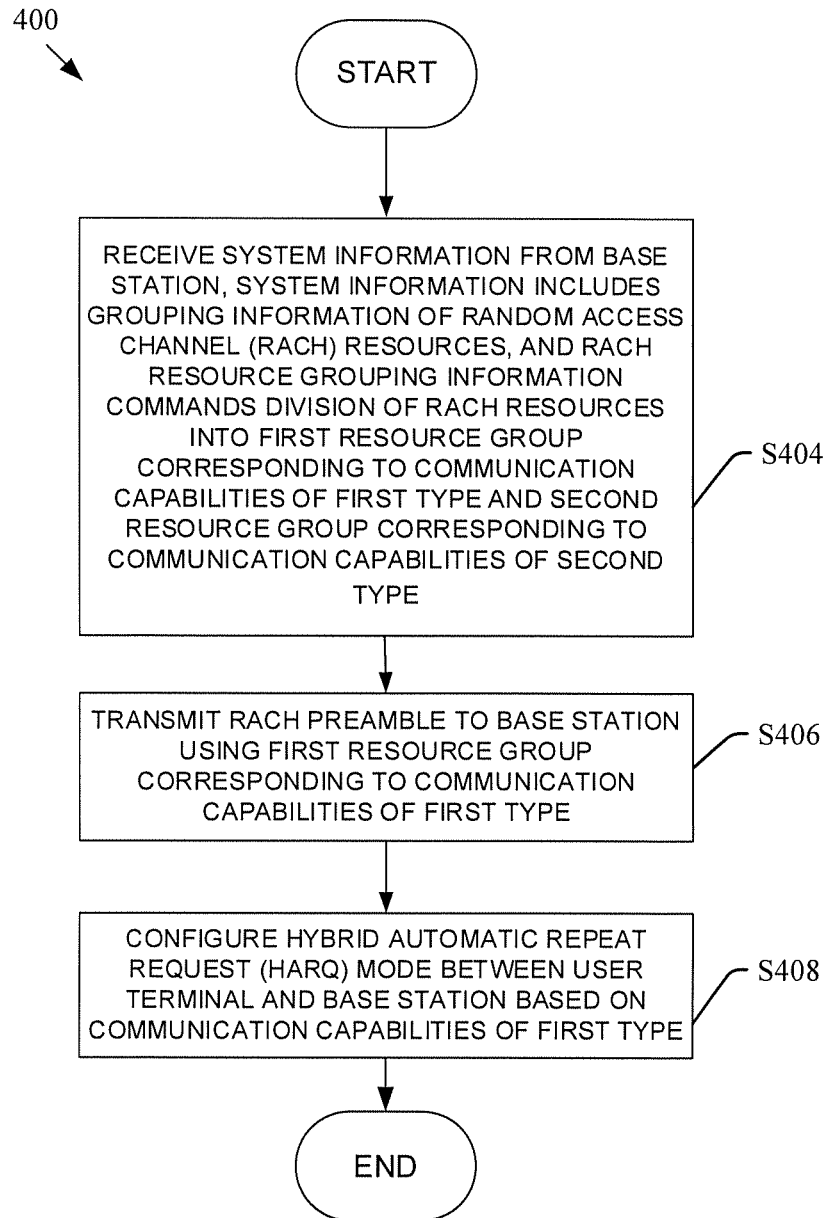 400
START
RECEIVE SYSTEM INFORMATION FROM BASE
STATION, SYSTEM INFORMATION INCLUDES
GROUPING INFORMATION OF RANDOM ACCESS
CHANNEL (RACH) RESOURCES, AND RACH
RESOURCE GROUPING INFORMATION
COMMANDS DIVISION OF RACH RESOURCES
INTO FIRST RESOURCE GROUP
CORRESPONDING TO COMMUNICATION
CAPABILITIES OF FIRST TYPE AND SECOND
RESOURCE GROUP CORRESPONDING TO
COMMUNICATION CAPABILITIES OF SECOND
TYPE
S404
TRANSMIT RACH PREAMBLE TO BASE STATION
USING FIRST RESOURCE GROUP
CORRESPONDING TO COMMUNICATION
CAPABILITIES OF FIRST TYPE
S406
CONFIGURE HYBRID AUTOMATIC REPEAT
REQUEST (HARQ) MODE BETWEEN USER
TERMINAL AND BASE STATION BASED ON
COMMUNICATION CAPABILITIES OF FIRST TYPE
S408
END